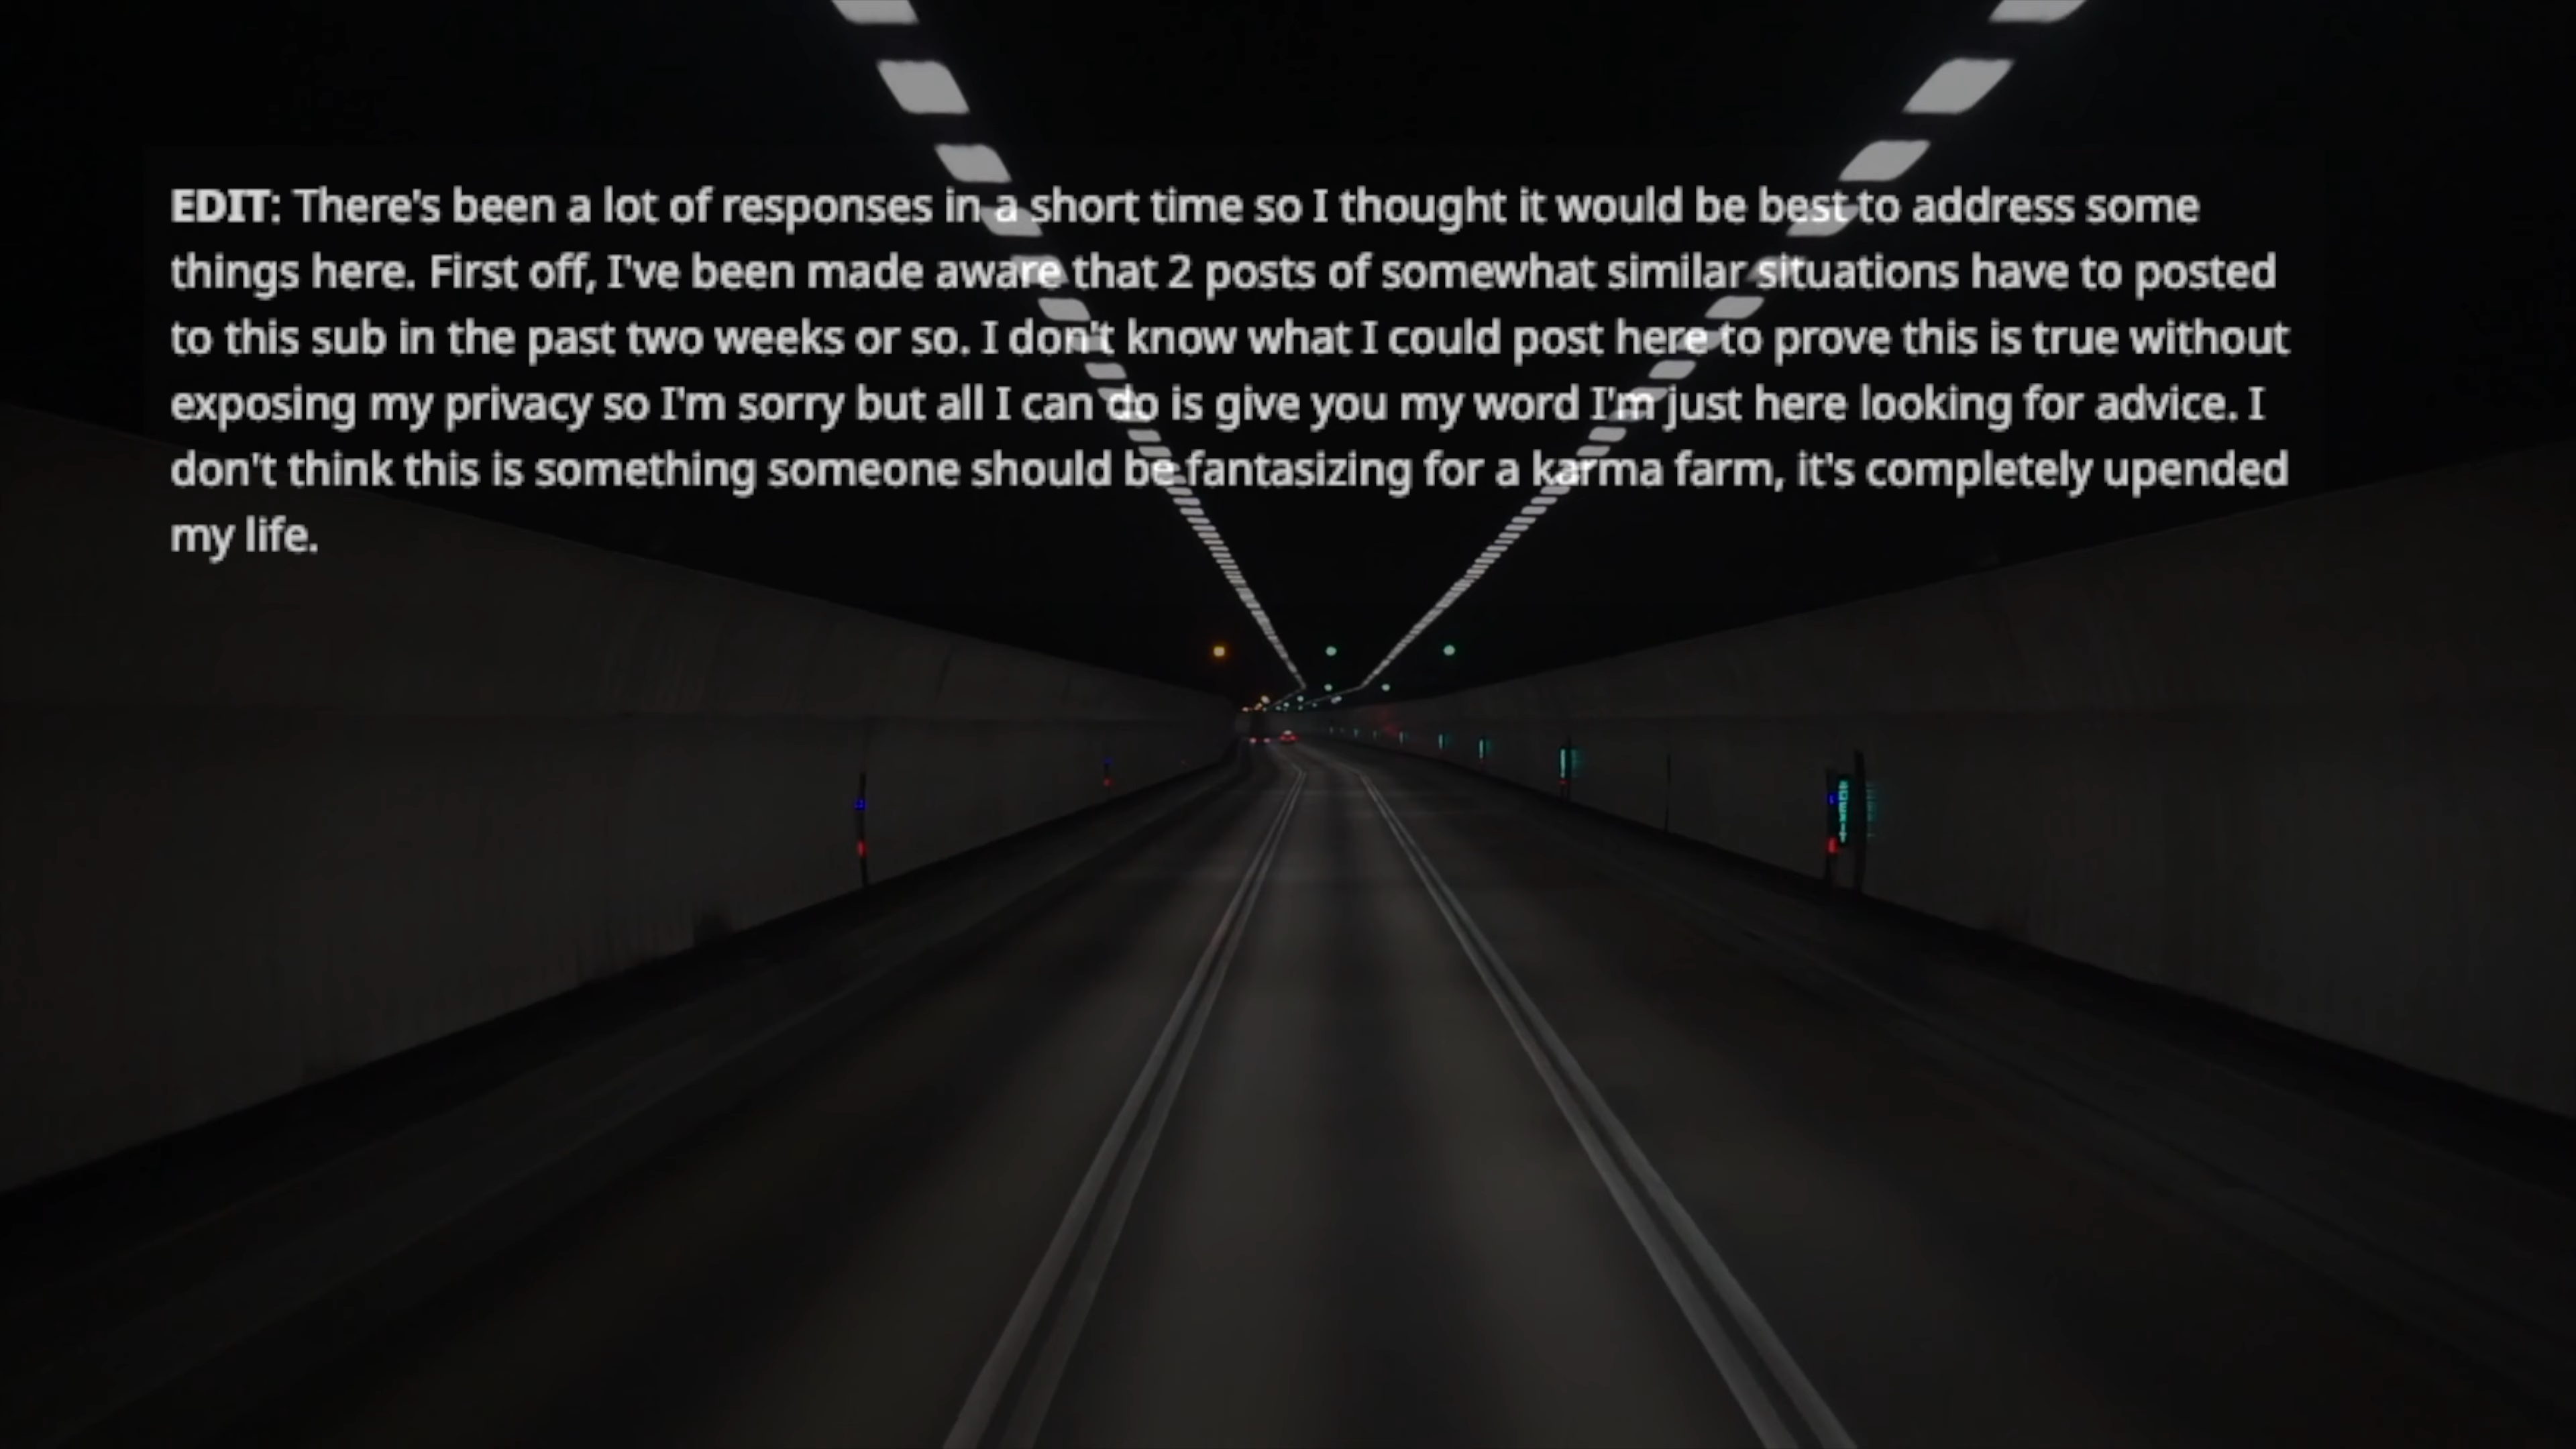 EDIT: There's been a lot of responses in a short time so I thought it would be best to address some
things here. First off, I've been made aware that 2 posts of somewhat similar situations have to posted
to this sub in the past two weeks or so. I don't know what I could post here to prove this is true without
exposing my privacy so I'm sorry but all I can do is give you my word I'm just here looking for advice. I
don't think this is something someone should be fantasizing for a karma farm, it's completely upended
my life.